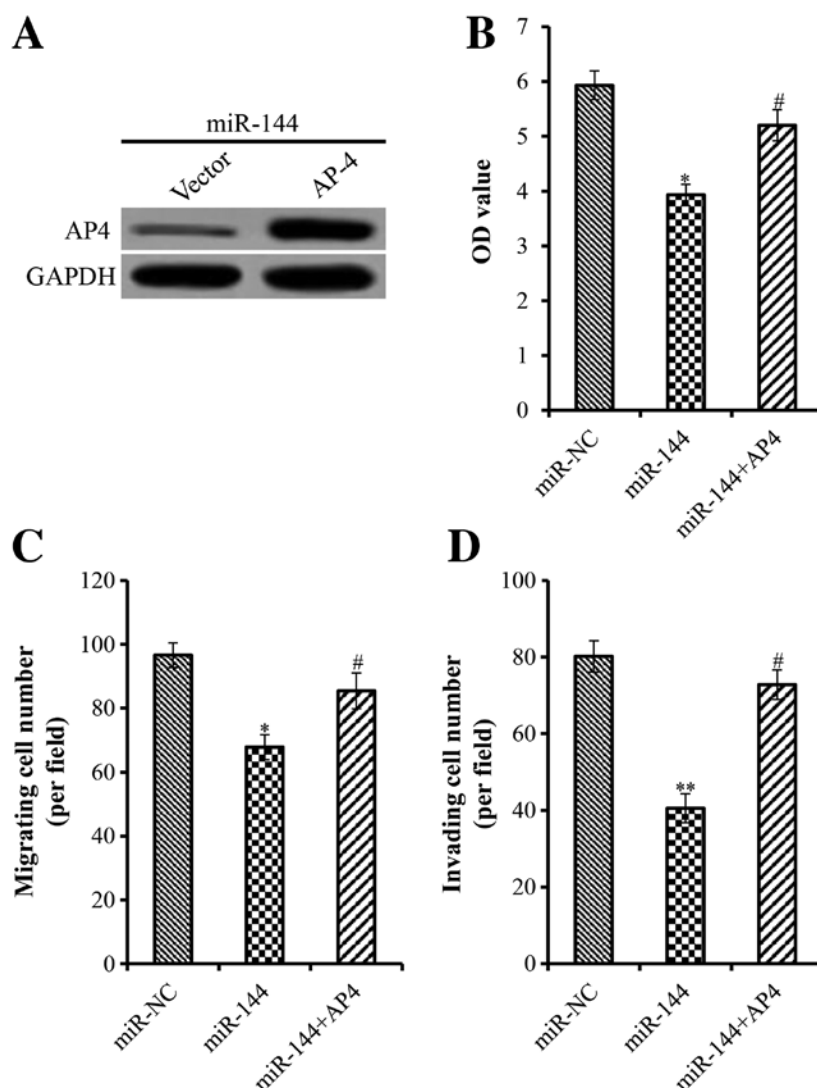 A
miR-144
Vector
AP-4
AP4
GAPDH
B
OD value
7
6
5
4
3
2
1
0
*
#
miR-NC
miR-144
miR-144+AP4
C
Migrating cell number
(per field)
120
100
80
60
40
20
0
*
#
miR-NC
miR-144
miR-144+AP4
D
Invading cell number
(per field)
100
80
60
40
20
0
**
#
miR-NC
miR-144
miR-144+AP4